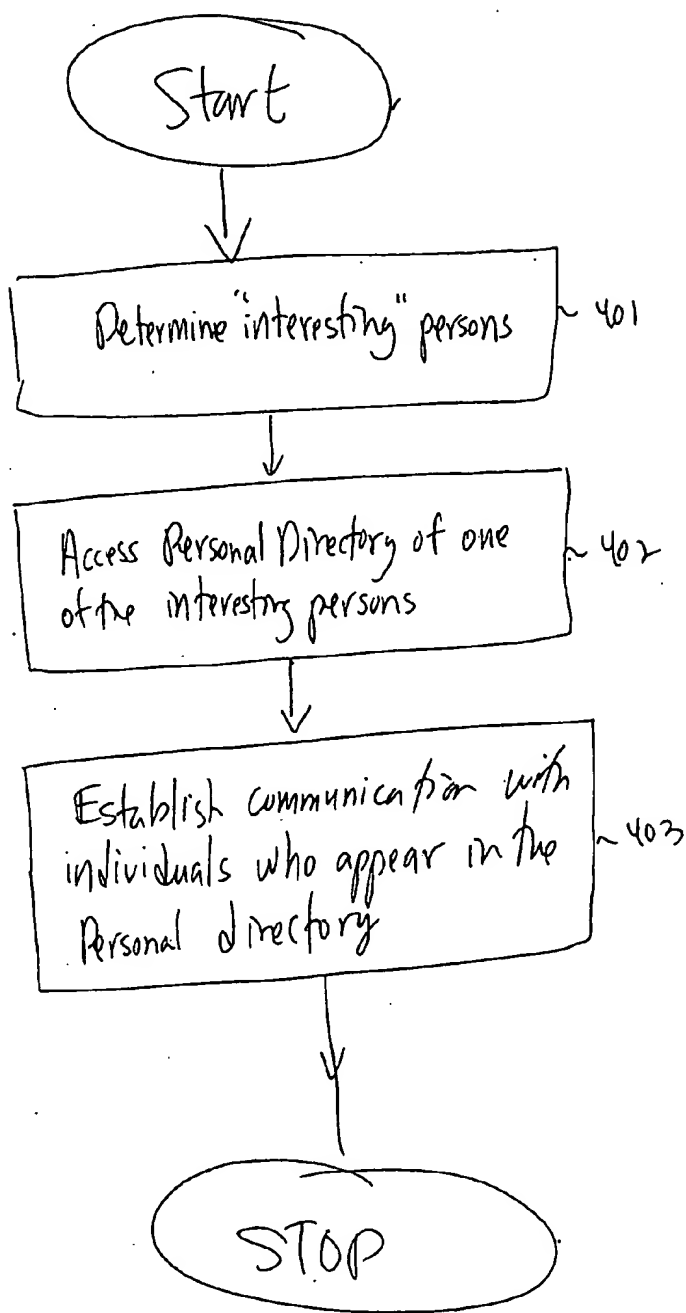 Start
Determine "interesting" persons
~ 401
Access Personal Directory of one
of the interesting persons
~ 402
Establish communication with
individuals who appear in the
Personal directory
~ 403
STOP